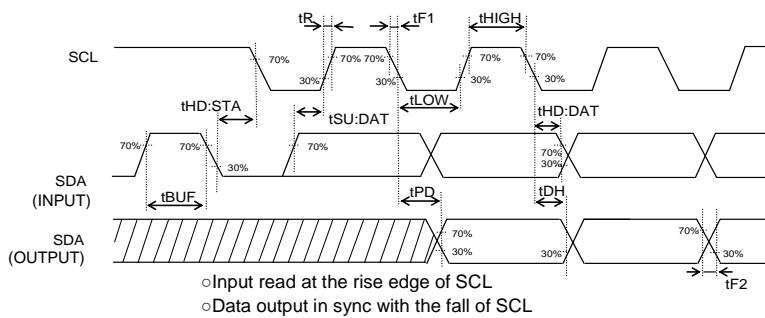 tR
tF1
tHIGH
SCL
70%
30%
70%
70%
30%
70%
30%
70%
30%
tHD:STA
tSU:DAT
tLOW
tHD:DAT
70%
70%
30%
70%
70%
30%
SDA
(INPUT)
tBUF
tPD
tDH
SDA
(OUTPUT)
70%
30%
30%
70%
30%
tF2
○Input read at the rise edge of SCL
○Data output in sync with the fall of SCL